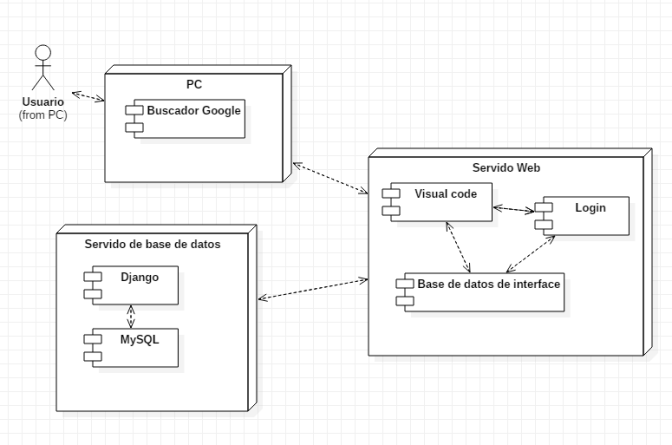 Usuario
(from PC)
PC
Buscador Google
Servido Web
Visual code
Login
Base de datos de interface
Servido de base de datos
Django
MySQL